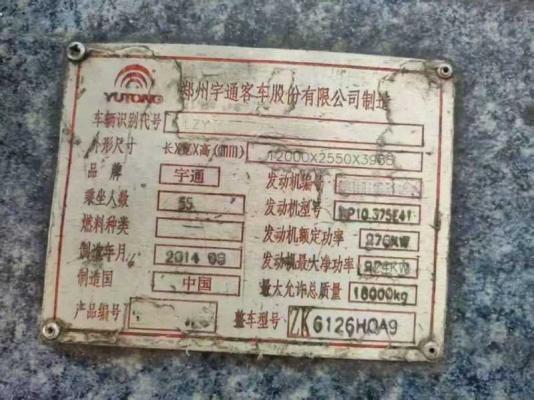 YUTONG
郑州宇通客车股份有限公司制造
车辆识别代号 LZY
外形尺寸 长X宽X高(mm) 12000X2550X39
品牌 宇通 发动机编号
乘坐人数 55 发动机型号 WP10.375E41
燃料种类 发动机额定功率 276KW
制造年月 2014 09 发动机最大净功率
制造国 中国 最大允许总质量 18000kg
产品编号 整车型号 ZK6126HQA9